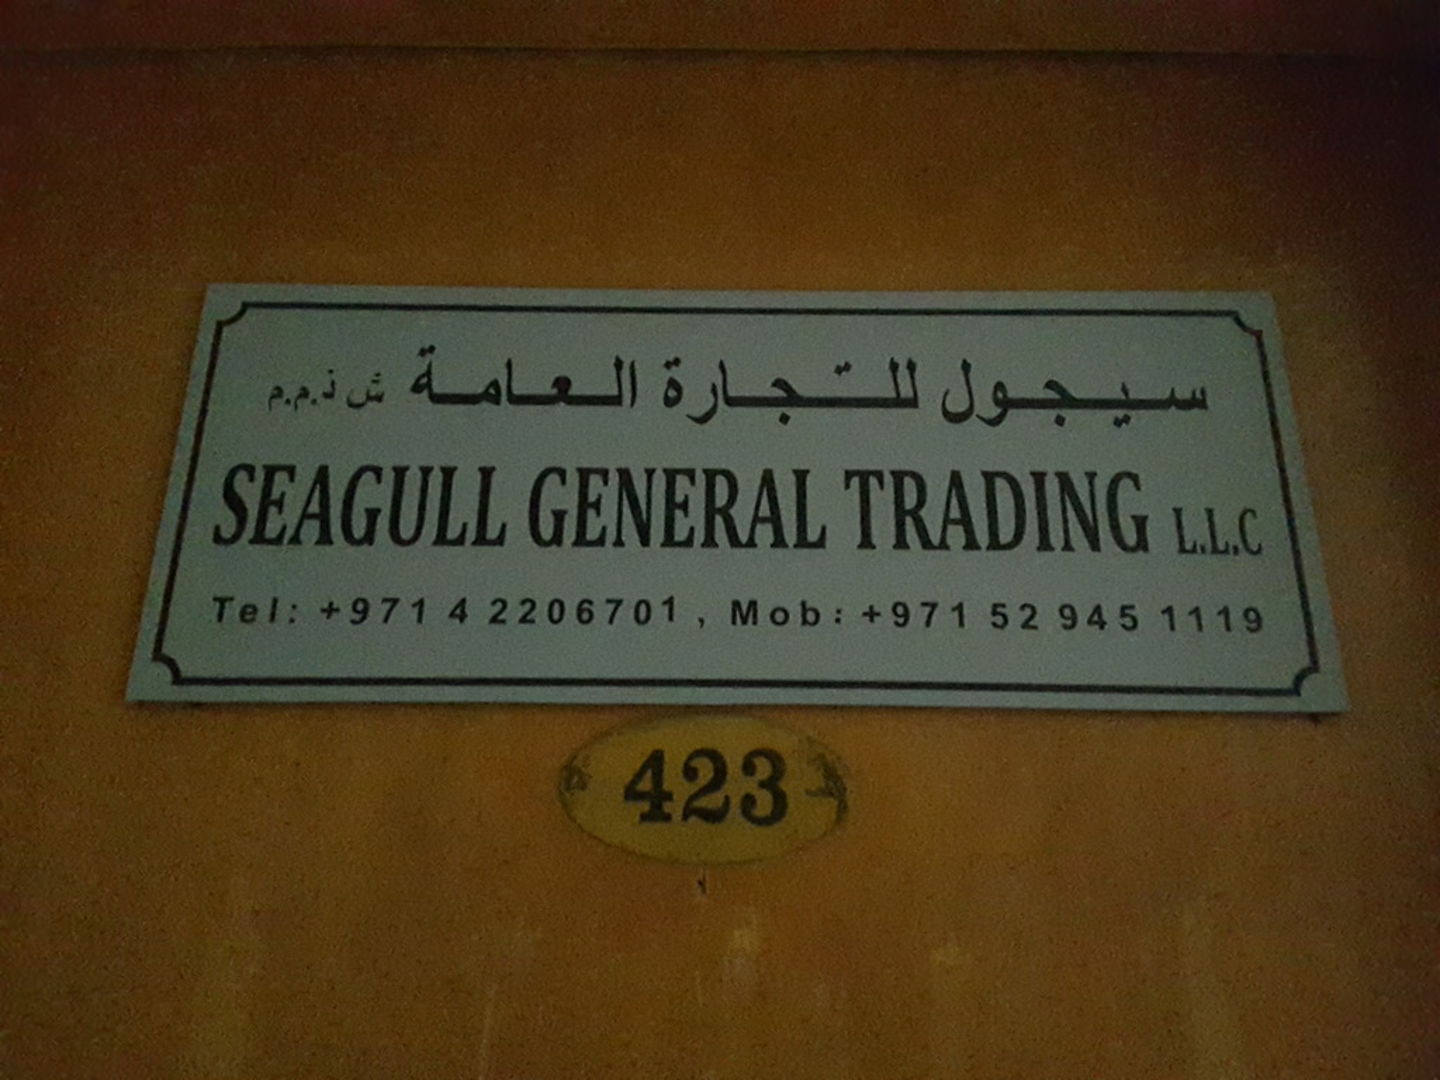 سيجول للتجارة العامة ش ذ.م.م
SEAGULL GENERAL TRADING L.L.C
Tel: +971 4 2206701, Mob: +971 52 945 1119
423